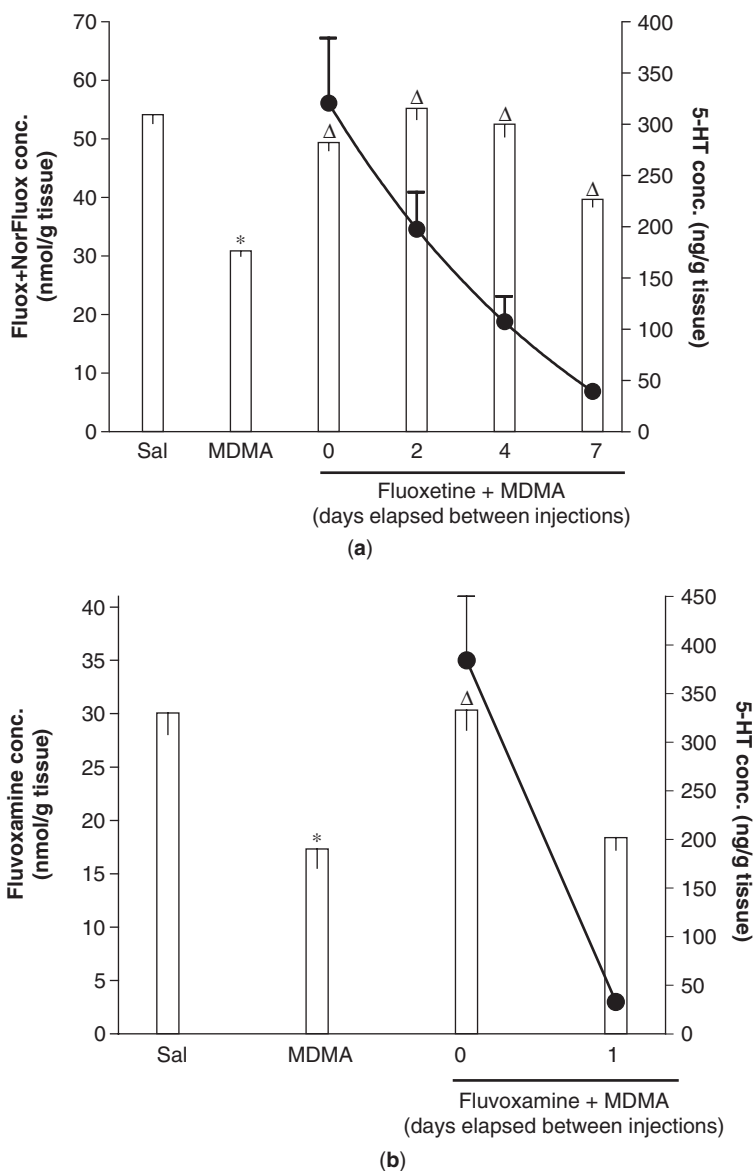 70
60
50
40
30
20
10
0
Fluox+NorFluox conc.
(nmol/g tissue)
400
350
300
250
200
150
100
50
0
5-HT conc. (ng/g tissue)
*
Δ
Δ
Δ
Δ
Sal MDMA 0 2 4 7
Fluoxetine + MDMA
(days elapsed between injections)
(a)
40
35
30
25
20
15
10
5
0
Fluvoxamine conc.
(nmol/g tissue)
450
400
350
300
250
200
150
100
50
0
5-HT conc. (ng/g tissue)
*
Δ
Sal MDMA 0 1
Fluvoxamine + MDMA
(days elapsed between injections)
(b)